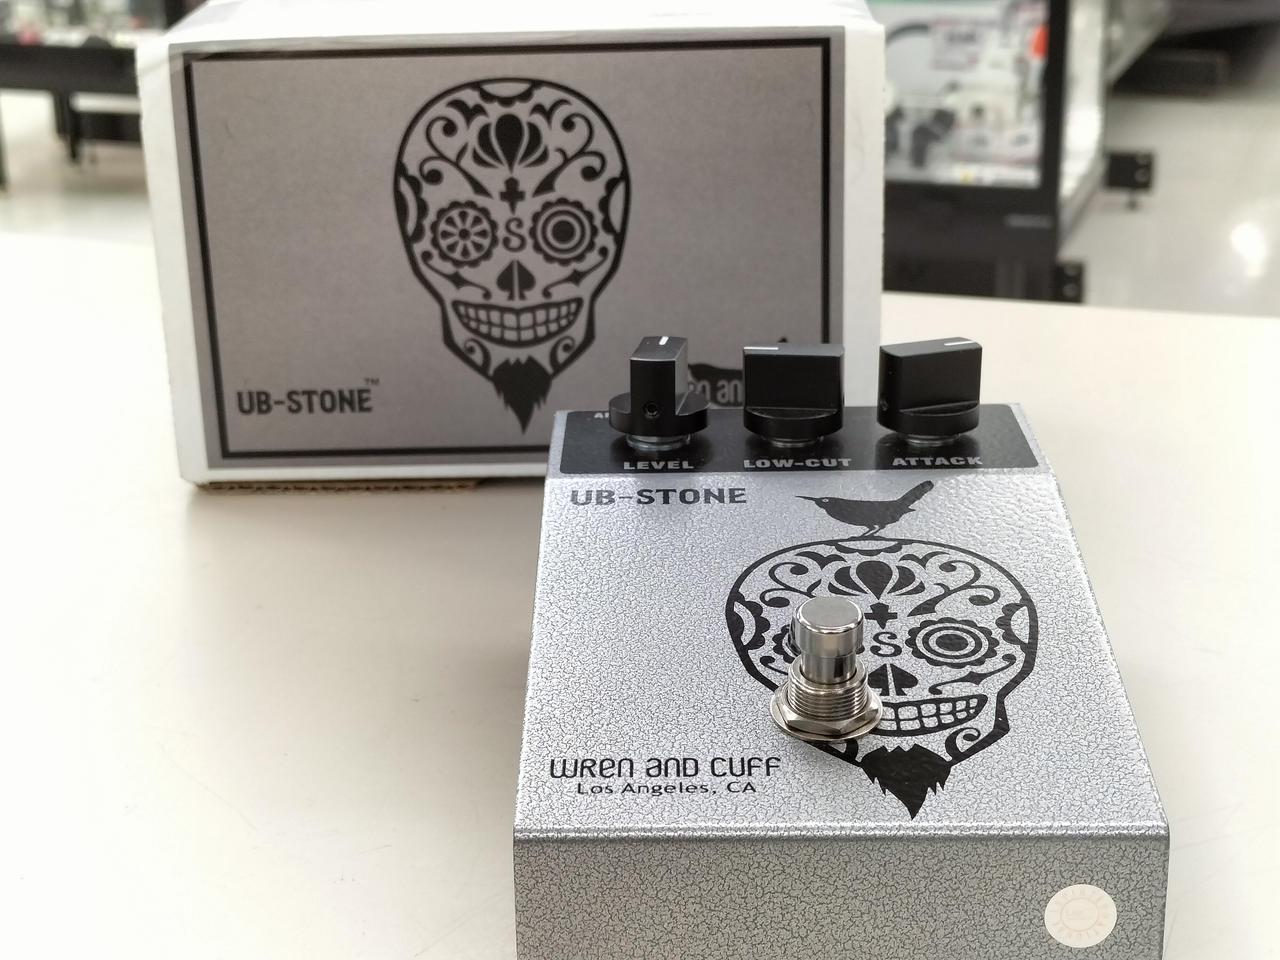 UB-STONE™
LEVEL
LOW-CUT
ATTACK
UB-STONE
S
S
WREN AND CUFF
Los Angeles, CA